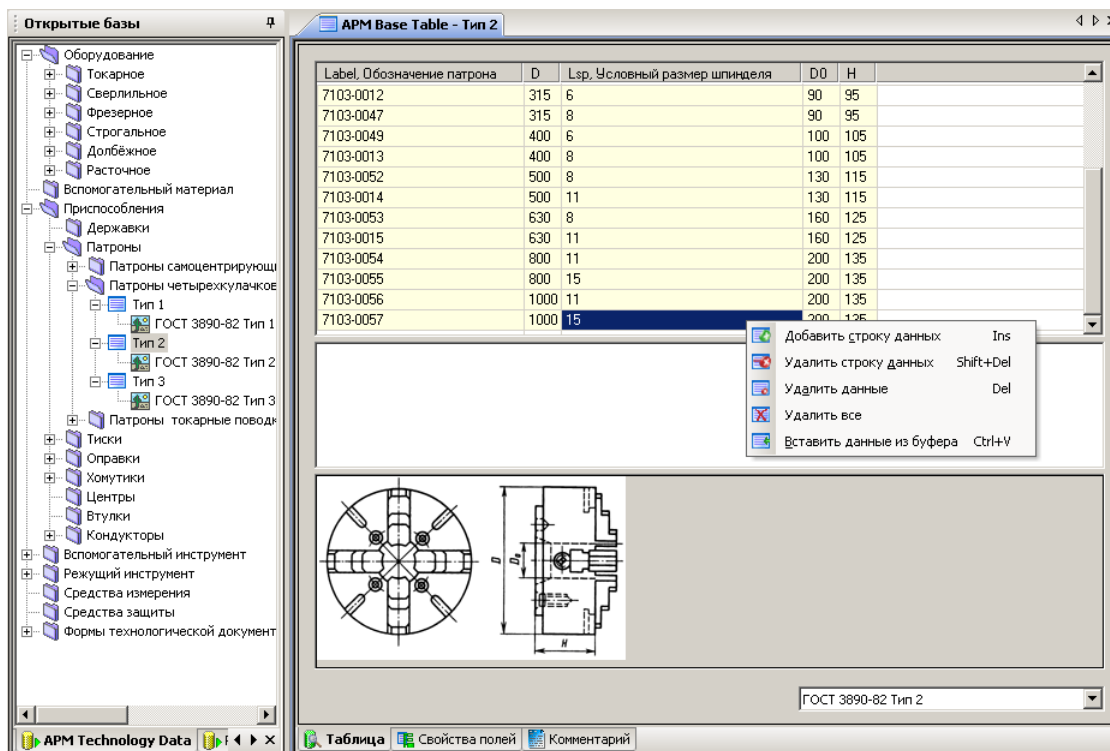 Открытые базы
Оборудование
Токарное
Сверлильное
Фрезерное
Строгальное
Долбёжное
Расточное
Вспомогательный материал
Приспособления
Державки
Патроны
Патроны самоцентрирующи
Патроны четырехкулачков
Тип 1
ГОСТ 3890-82 Тип 1
Тип 2
ГОСТ 3890-82 Тип 2
Тип 3
ГОСТ 3890-82 Тип 3
Патроны токарные поводк
Тиски
Оправки
Хомутики
Центры
Втулки
Кондукторы
Вспомогательный инструмент
Режущий инструмент
Средства измерения
Средства защиты
Формы технологической документ
APM Technology Data
APM Base Table - Тип 2
Label, Обозначение патрона D Lsp, Условный размер шпинделя D0 H
7103-0012 315 6 90 95
7103-0047 315 8 90 95
7103-0049 400 6 100 105
7103-0013 400 8 100 105
7103-0052 500 8 130 115
7103-0014 500 11 130 115
7103-0053 630 8 160 125
7103-0015 630 11 160 125
7103-0054 800 11 200 135
7103-0055 800 15 200 135
7103-0056 1000 11 200 135
7103-0057 1000 15 200 135
Добавить строку данных Ins
Удалить строку данных Shift+Del
Удалить данные Del
Удалить все
Вставить данные из буфера Ctrl+V
D
D₀
H
ГОСТ 3890-82 Тип 2
Таблица Свойства полей Комментарий